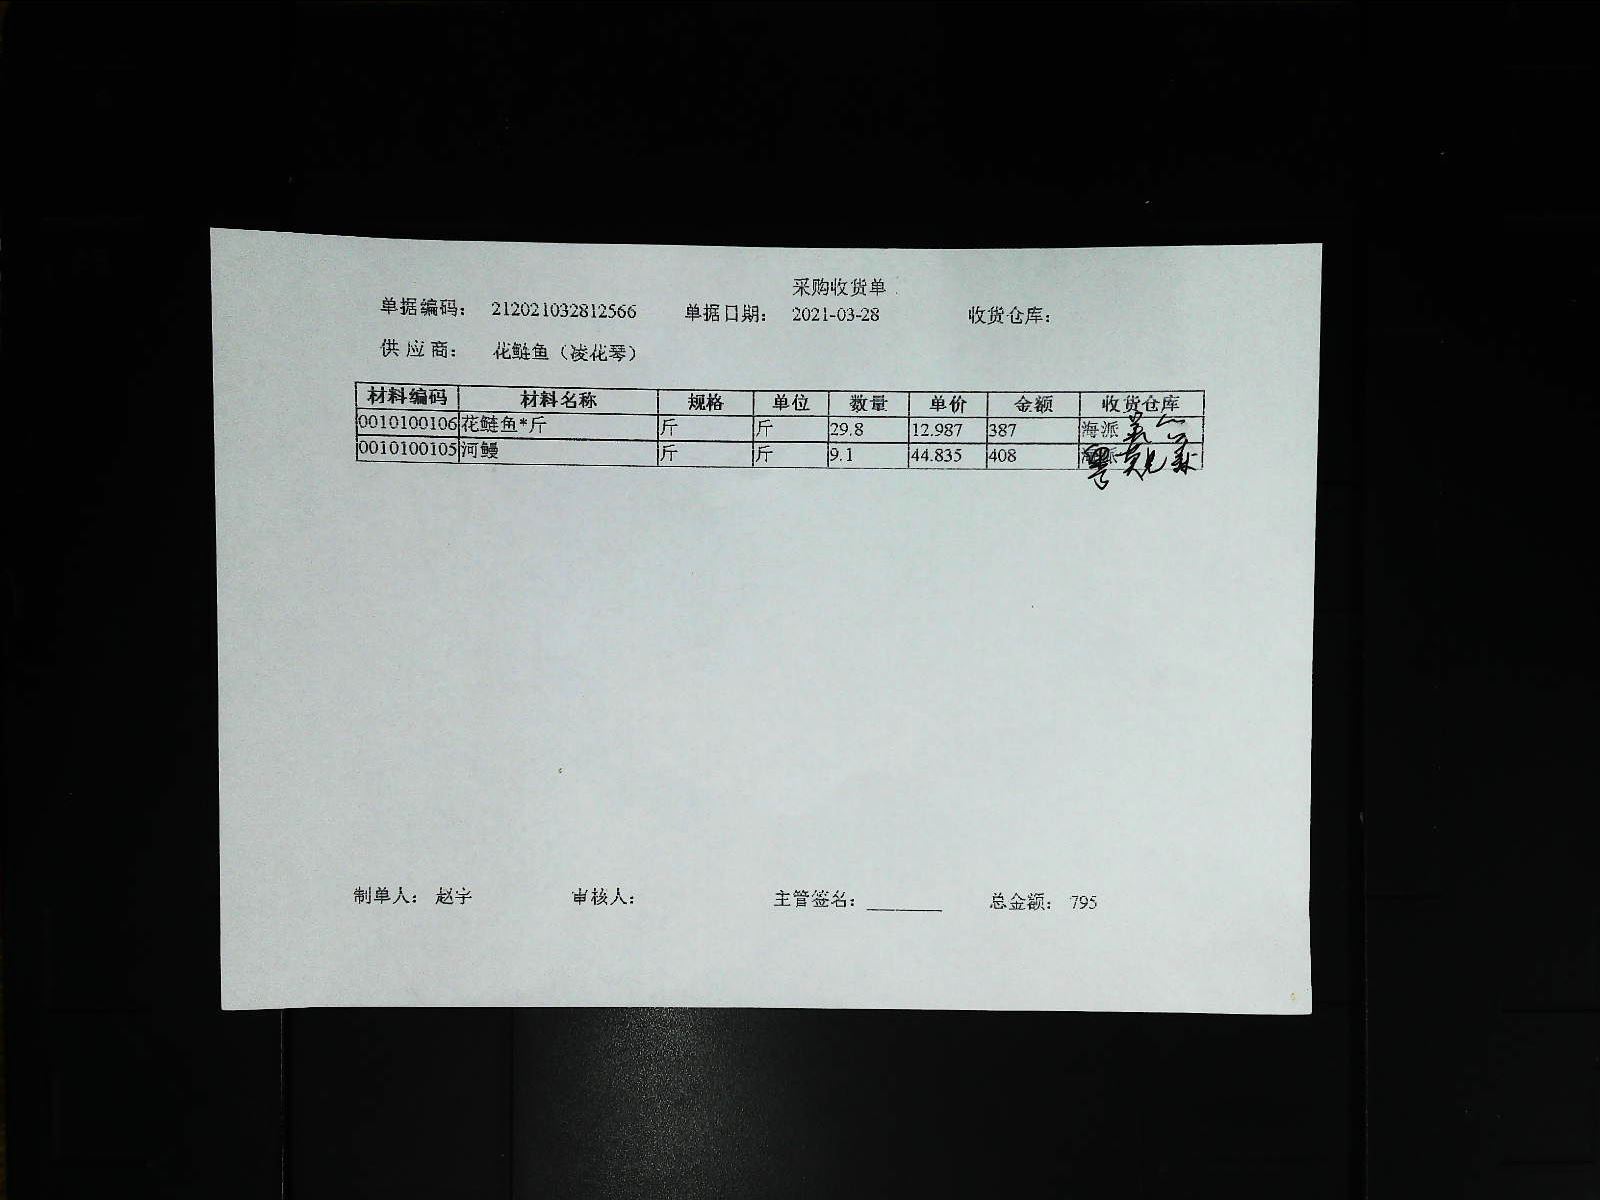 采购收货单
单据编码： 212021032812566 单据日期： 2021-03-28 收货仓库：
供 应 商： 花鲢鱼（凌花琴）
材料编码 材料名称 规格 单位 数量 单价 金额 收货仓库
0010100106 花鲢鱼*斤 斤 斤 29.8 12.987 387 海派
0010100105 河鳗 斤 斤 9.1 44.835 408 海派
制单人： 赵宇 审核人： 主管签名： 总金额： 795